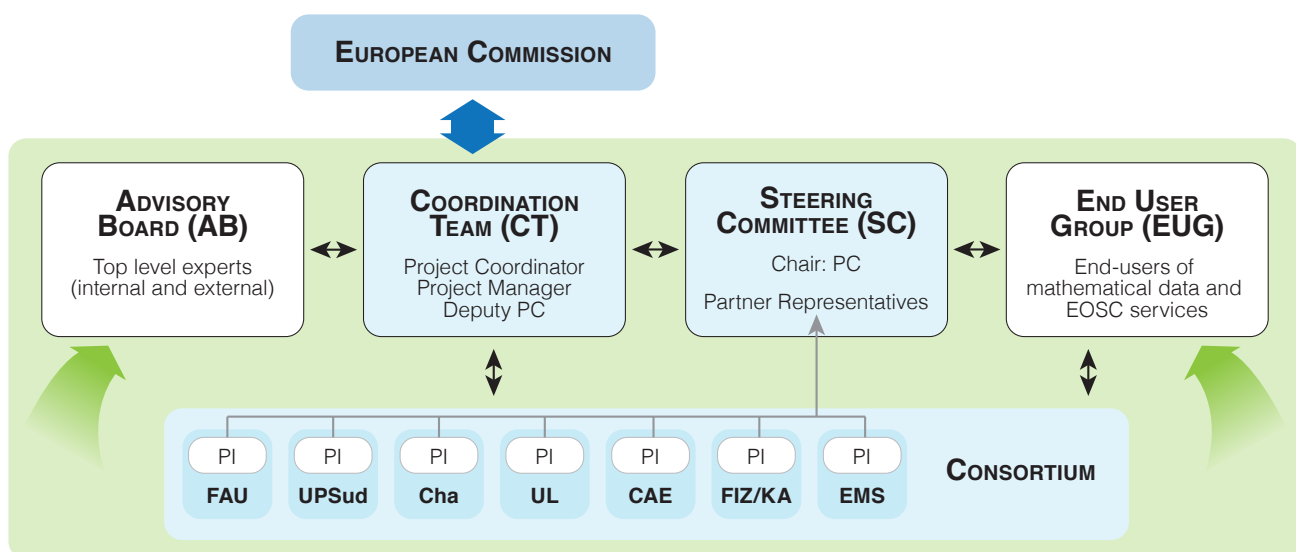 EUROPEAN COMMISSION
ADVISORY
BOARD (AB)
Top level experts
(internal and external)
COORDINATION
TEAM (CT)
Project Coordinator
Project Manager
Deputy PC
STEERING
COMMITTEE (SC)
Chair: PC
Partner Representatives
END USER
GROUP (EUG)
End-users of
mathematical data and
EOSC services
PI
PI
PI
PI
PI
PI
PI
FAU
UPSud
Cha
UL
CAE
FIZ/KA
EMS
CONSORTIUM